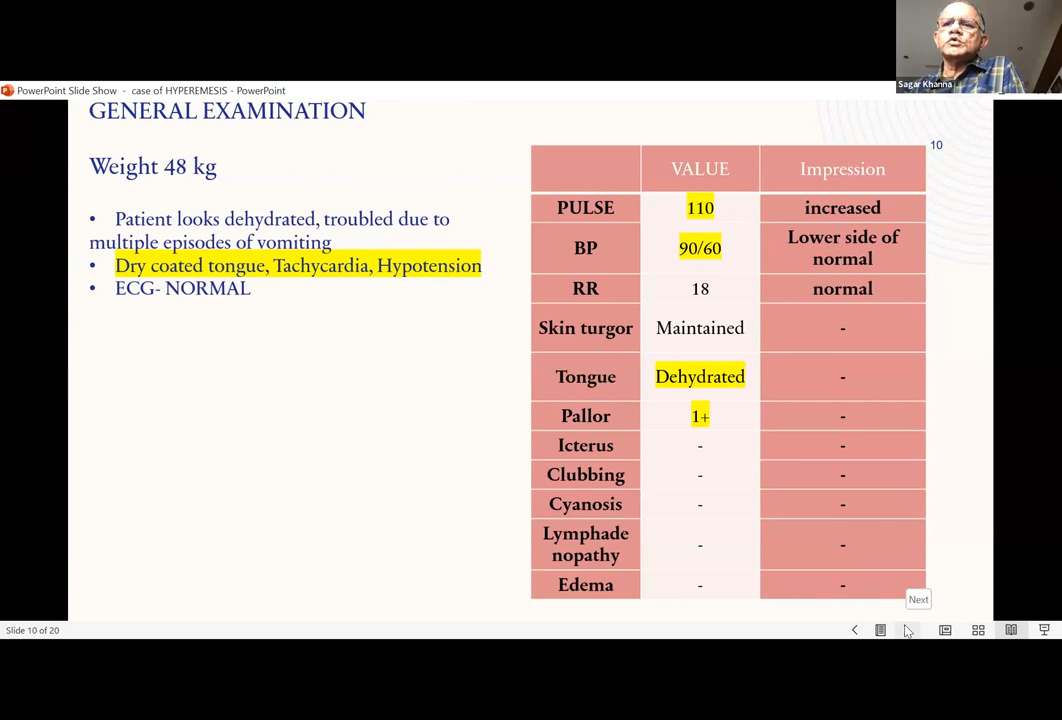 Sagar Khanna
PowerPoint Slide Show - case of HYPEREMESIS - PowerPoint
GENERAL EXAMINATION
10
Weight 48 kg
• Patient looks dehydrated, troubled due to
multiple episodes of vomiting
• Dry coated tongue, Tachycardia, Hypotension
• ECG- NORMAL
VALUE Impression
PULSE 110 increased
BP 90/60 Lower side of
normal
RR 18 normal
Skin turgor Maintained -
Tongue Dehydrated -
Pallor 1+ -
Icterus - -
Clubbing - -
Cyanosis - -
Lymphade
nopathy - -
Edema - -
Next
Slide 10 of 20